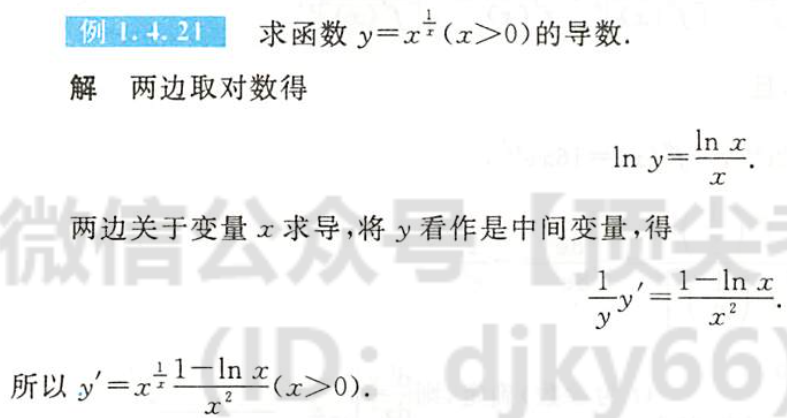 例 1.4.21 求函数 y=x^{\frac{1}{x}}(x>0)的导数.
解 两边取对数得
\ln y=\frac{\ln x}{x}.
两边关于变量 x 求导,将 y 看作是中间变量,得
\frac{1}{y}y'=\frac{1-\ln x}{x^2}.
所以 y'=x^{\frac{1}{x}}\frac{1-\ln x}{x^2}(x>0).
微信公众号【顶尖考
(ID: djky66)